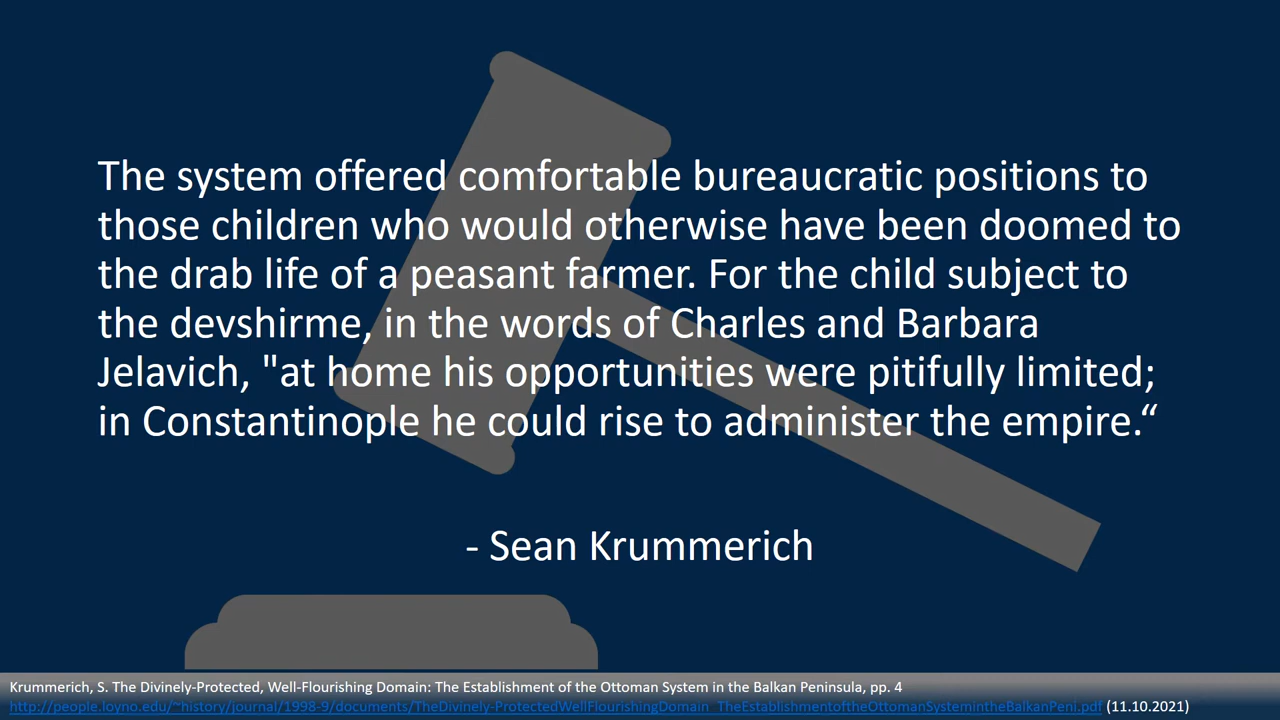 The system offered comfortable bureaucratic positions to
those children who would otherwise have been doomed to
the drab life of a peasant farmer. For the child subject to
the devshirme, in the words of Charles and Barbara
Jelavich, "at home his opportunities were pitifully limited;
in Constantinople he could rise to administer the empire.“
- Sean Krummerich
Krummerich, S. The Divinely-Protected, Well-Flourishing Domain: The Establishment of the Ottoman System in the Balkan Peninsula, pp. 4
http://people.loyno.edu/~history/journal/1998-9/documents/TheDivinely-ProtectedWellFlourishingDomain_TheEstablishmentoftheOttomanSystemintheBalkanPeni.pdf (11.10.2021)